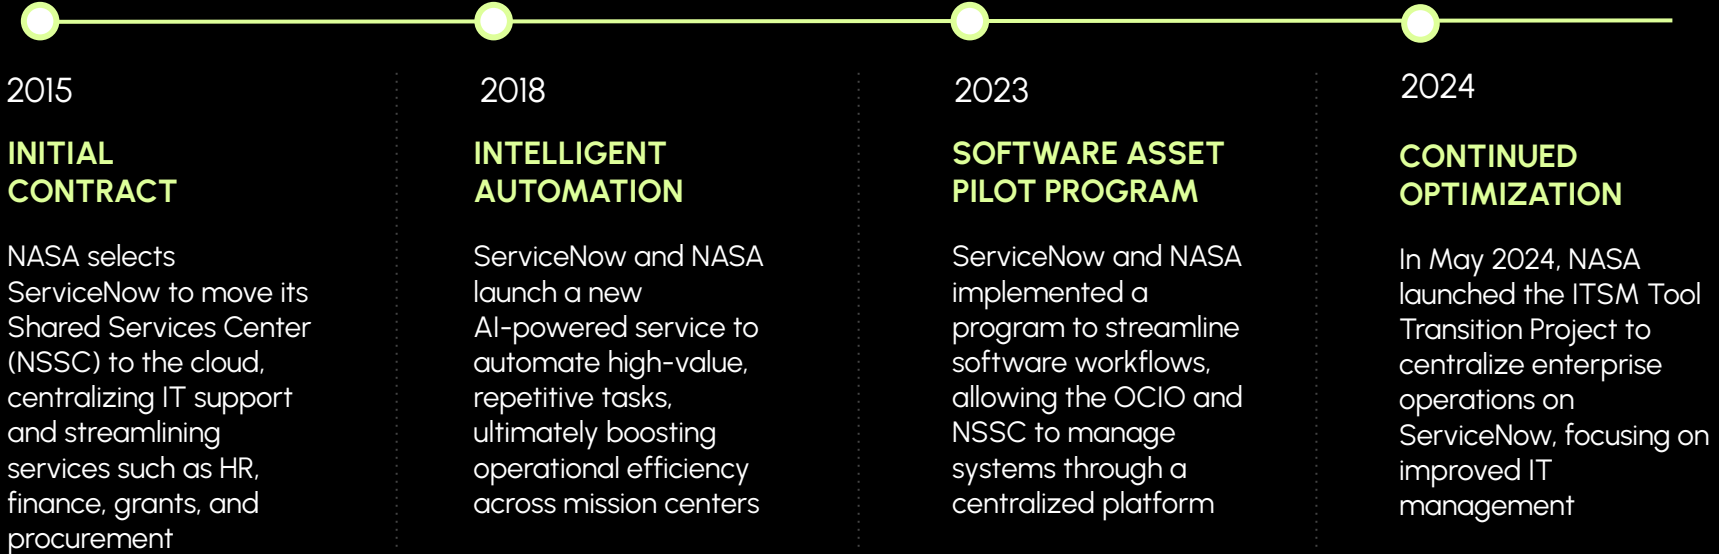 2015
INITIAL
CONTRACT
NASA selects
ServiceNow to move its
Shared Services Center
(NSSC) to the cloud,
centralizing IT support
and streamlining
services such as HR,
finance, grants, and
procurement
2018
INTELLIGENT
AUTOMATION
ServiceNow and NASA
launch a new
AI-powered service to
automate high-value,
repetitive tasks,
ultimately boosting
operational efficiency
across mission centers
2023
SOFTWARE ASSET
PILOT PROGRAM
ServiceNow and NASA
implemented a
program to streamline
software workflows,
allowing the OCIO and
NSSC to manage
systems through a
centralized platform
2024
CONTINUED
OPTIMIZATION
In May 2024, NASA
launched the ITSM Tool
Transition Project to
centralize enterprise
operations on
ServiceNow, focusing on
improved IT
management